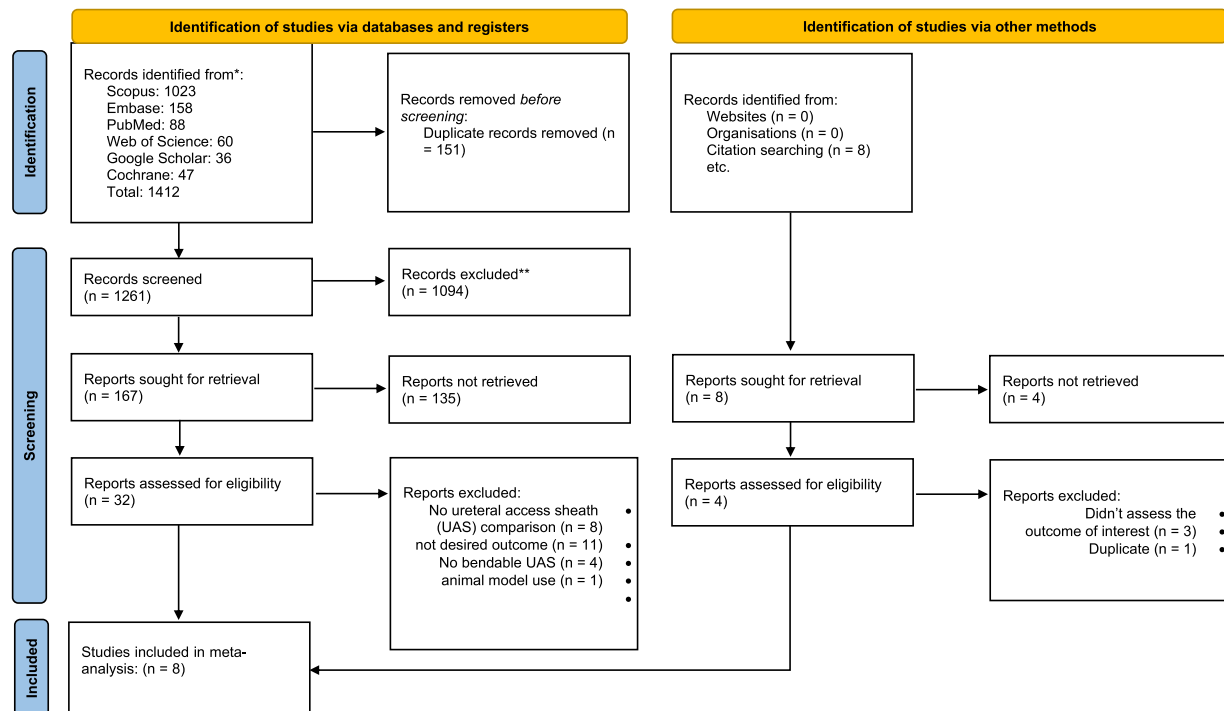 Identification of studies via databases and registers
Identification of studies via other methods
Identification
Records identified from*:
Scopus: 1023
Embase: 158
PubMed: 88
Web of Science: 60
Google Scholar: 36
Cochrane: 47
Total: 1412
Records removed before
screening:
Duplicate records removed (n
= 151)
Records identified from:
Websites (n = 0)
Organisations (n = 0)
Citation searching (n = 8)
etc.
Screening
Records screened
(n = 1261)
Records excluded**
(n = 1094)
Reports sought for retrieval
(n = 167)
Reports not retrieved
(n = 135)
Reports sought for retrieval
(n = 8)
Reports not retrieved
(n = 4)
Reports assessed for eligibility
(n = 32)
Reports excluded:
No ureteral access sheath •
(UAS) comparison (n = 8)
not desired outcome (n = 11) •
No bendable UAS (n = 4) •
animal model use (n = 1) •
•
Reports assessed for eligibility
(n = 4)
Reports excluded:
Didn’t assess the •
outcome of interest (n = 3) •
Duplicate (n = 1) •
Included
Studies included in meta-
analysis: (n = 8)